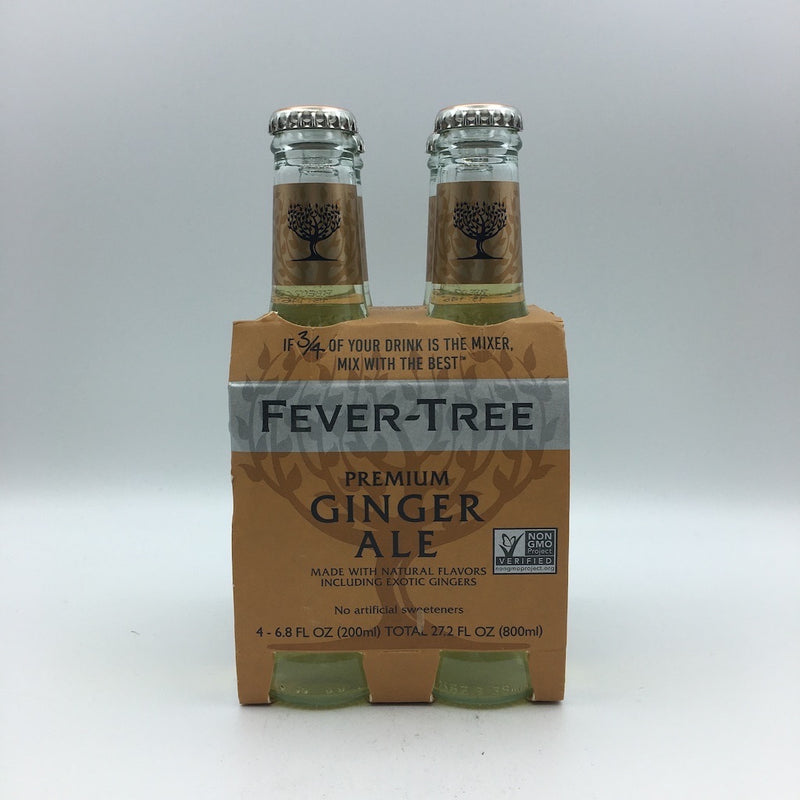 IF 3/4 OF YOUR DRINK IS THE MIXER,
MIX WITH THE BEST™
FEVER-TREE
PREMIUM
GINGER
ALE
MADE WITH NATURAL FLAVORS
INCLUDING EXOTIC GINGERS
NON
GMO
Project
VERIFIED
nongmoproject.org
No artificial sweeteners
4 - 6.8 FL OZ (200ml) TOTAL 27.2 FL OZ (800ml)